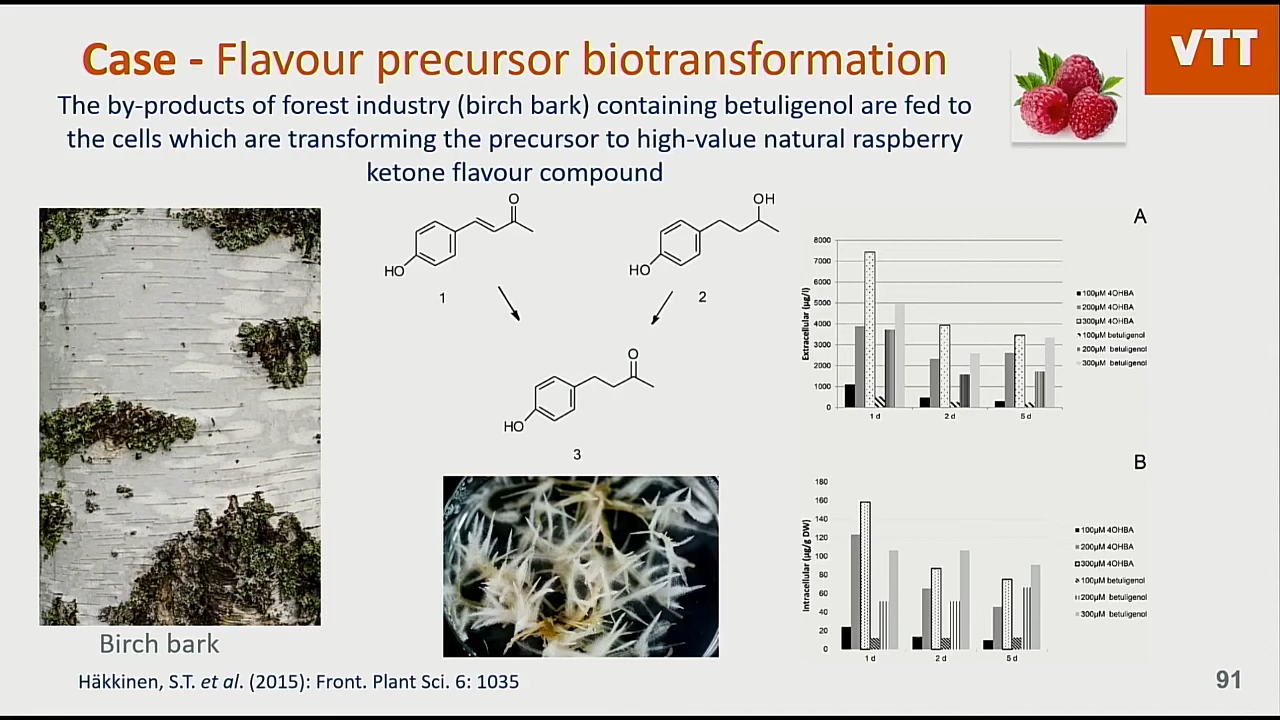 Case - Flavour precursor biotransformation
VTT
The by-products of forest industry (birch bark) containing betuligenol are fed to
the cells which are transforming the precursor to high-value natural raspberry
ketone flavour compound
O
HO
1
OH
HO
2
O
HO
3
A
8000
7000
6000
5000
4000
3000
2000
1000
0
Extracellular (µg/l)
1 d
2 d
5 d
100µM 4OHBA
200µM 4OHBA
300µM 4OHBA
100µM betuligenol
200µM betuligenol
300µM betuligenol
B
180
160
140
120
100
80
60
40
20
0
Intracellular (µg/g DW)
1 d
2 d
5 d
100µM 4OHBA
200µM 4OHBA
300µM 4OHBA
100µM betuligenol
200µM betuligenol
300µM betuligenol
Birch bark
Häkkinen, S.T. et al. (2015): Front. Plant Sci. 6: 1035
91